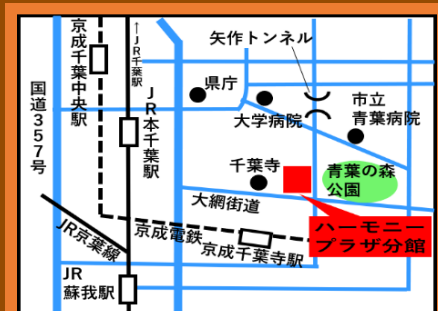 京成千葉中央駅
←JR千葉駅
矢作トンネル
県庁
国道357号
JR本千葉駅
大学病院
市立
青葉病院
千葉寺
青葉の森
公園
大網街道
ハーモニー
プラザ分館
京成電鉄
京成千葉寺駅
JR京葉線
JR
蘇我駅